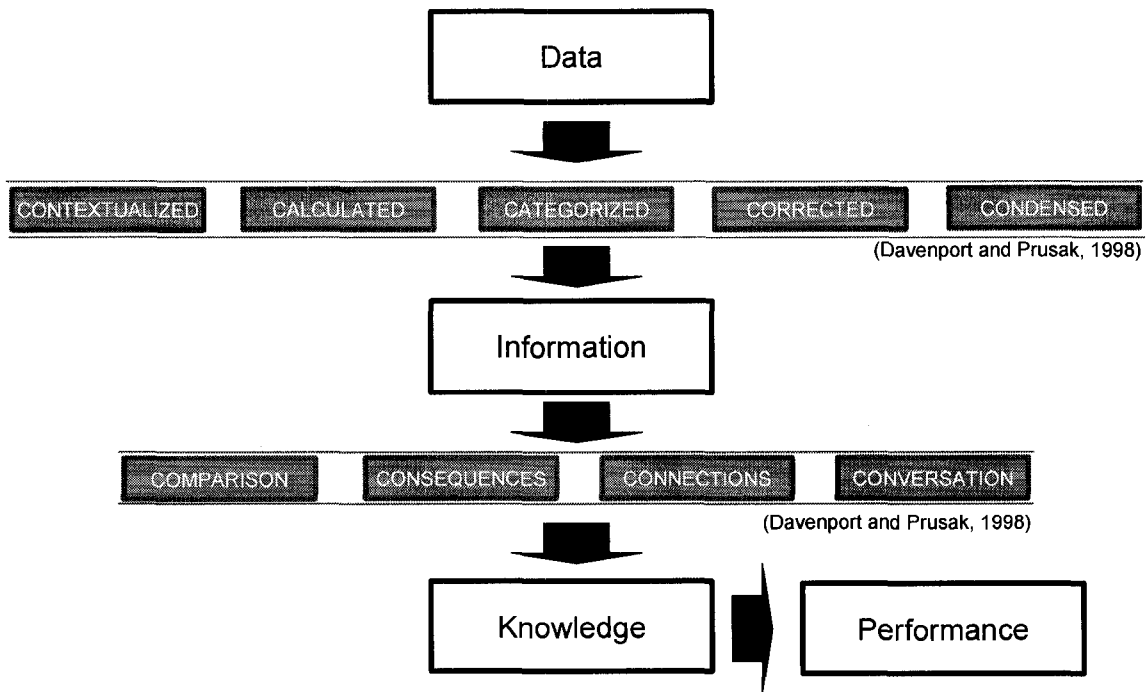 Data
CONTEXTUALIZED CALCULATED CATEGORIZED CORRECTED CONDENSED
(Davenport and Prusak, 1998)
Information
COMPARISON CONSEQUENCES CONNECTIONS CONVERSATION
(Davenport and Prusak, 1998)
Knowledge Performance